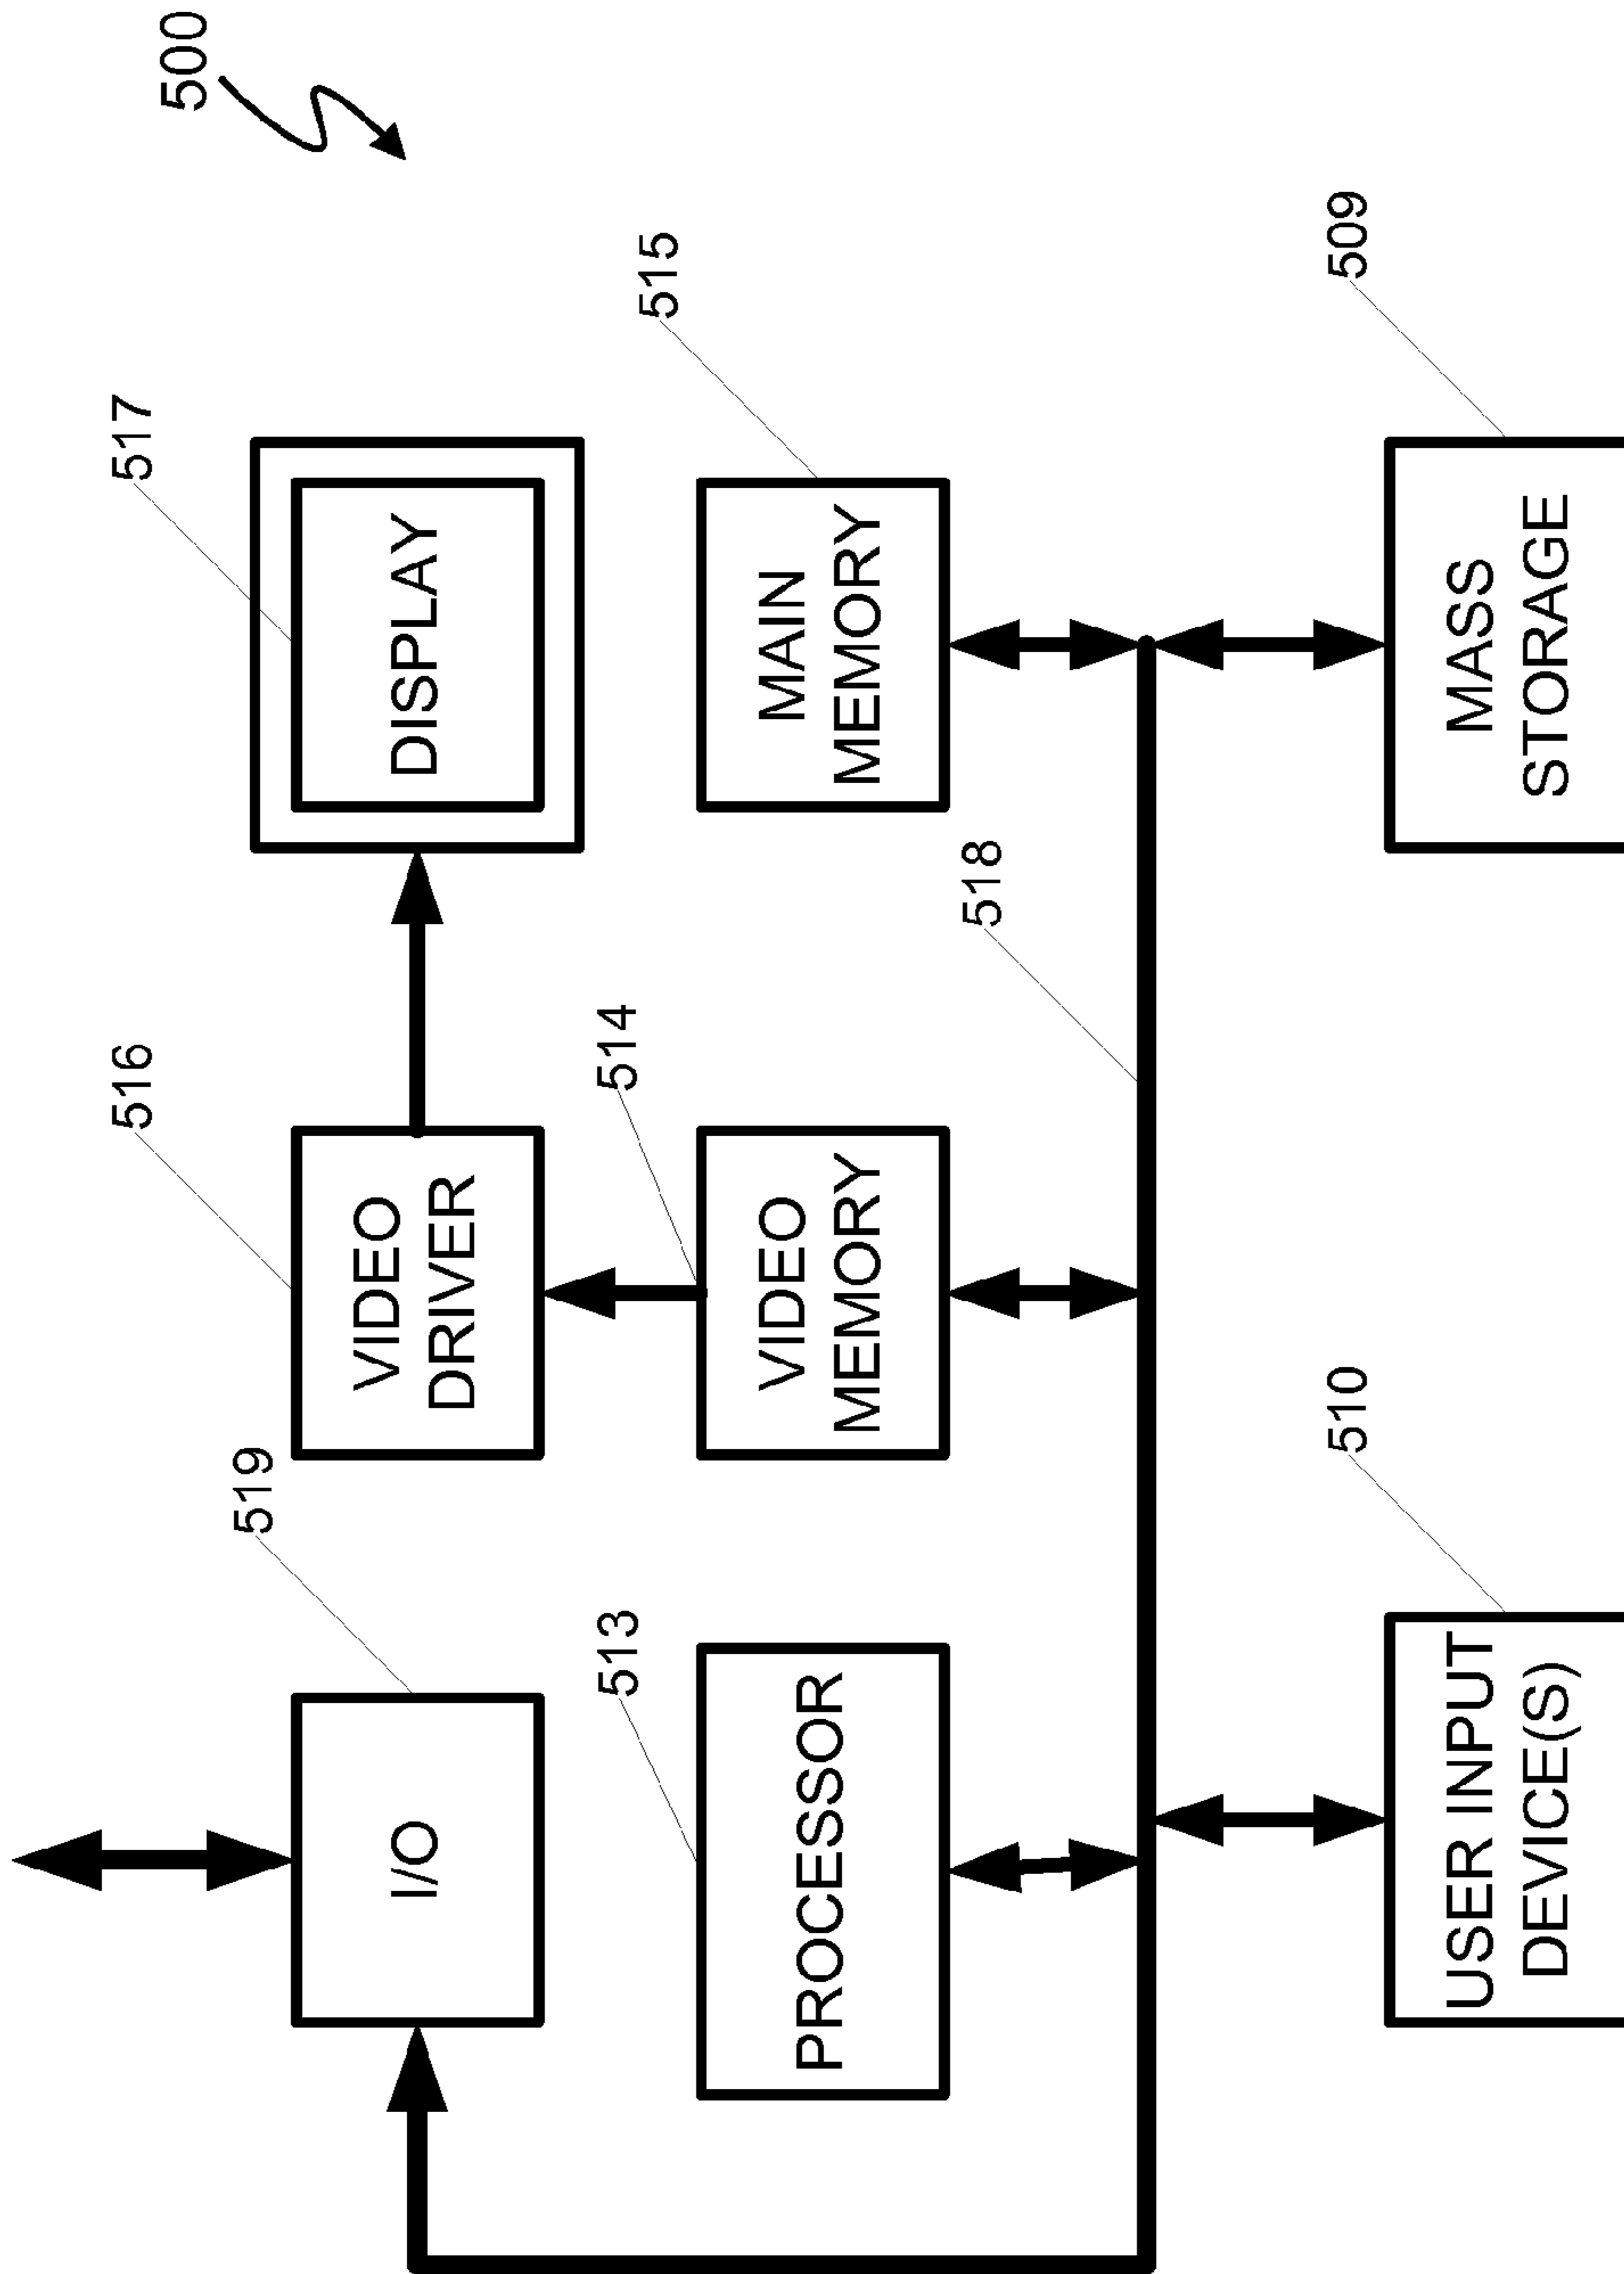 500
517
516
519
DISPLAY
VIDEO
DRIVER
I/O
515
514
513
MAIN
MEMORY
VIDEO
MEMORY
PROCESSOR
518
509
510
MASS
STORAGE
USER INPUT
DEVICE(S)